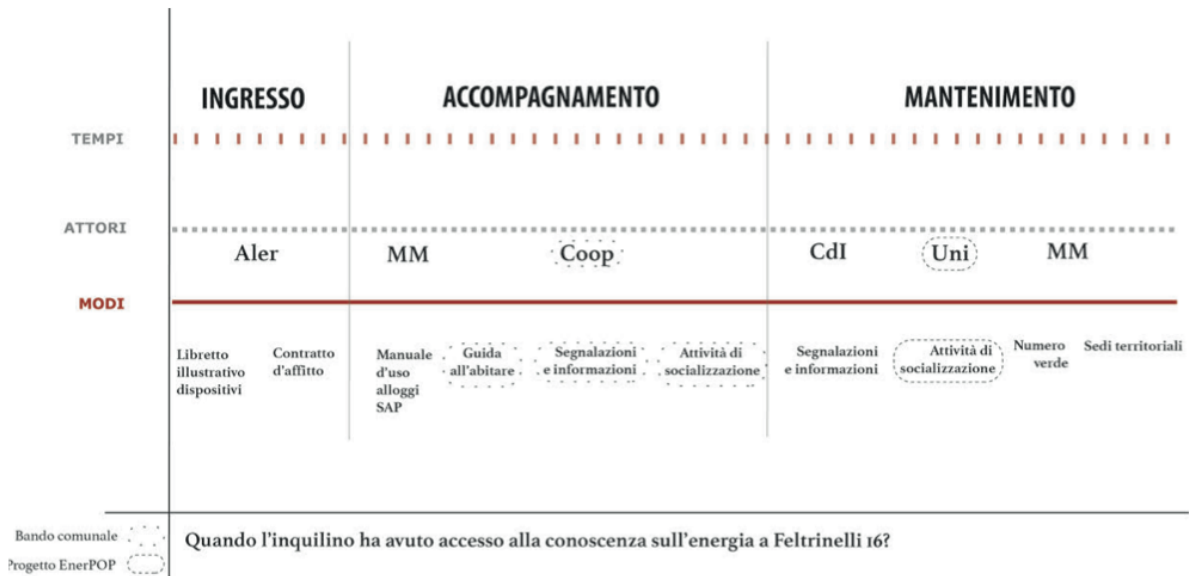 INGRESSO ACCOMPAGNAMENTO MANTENIMENTO
TEMPI
ATTORI
Aler MM Coop CdI Uni MM
MODI
Libretto
illustrativo
dispositivi
Contratto
d'affitto
Manuale
d'uso
alloggi
SAP
Guida
all'abitare
Segnalazioni
e informazioni
Attività di
socializzazione
Segnalazioni
e informazioni
Attività di
socializzazione
Numero
verde
Sedi territoriali
Bando comunale
Progetto EnerPOP
Quando l'inquilino ha avuto accesso alla conoscenza sull'energia a Feltrinelli 16?